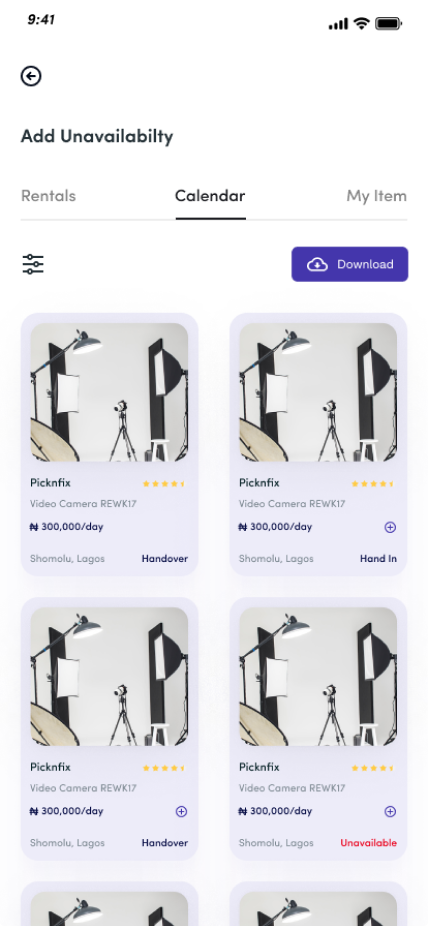 9:41
Add Unavailabilty
Rentals Calendar My Item
Download
Picknfix
Video Camera REWK17
₦ 300,000/day
Shomolu, Lagos Handover
Picknfix
Video Camera REWK17
₦ 300,000/day
Shomolu, Lagos Hand In
Picknfix
Video Camera REWK17
₦ 300,000/day
Shomolu, Lagos Handover
Picknfix
Video Camera REWK17
₦ 300,000/day
Shomolu, Lagos Unavailable